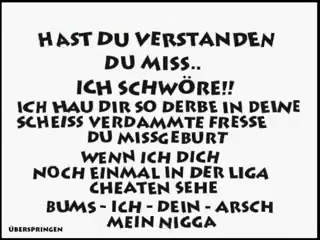 HAST DU VERSTANDEN
DU MISS..
ICH SCHWÖRE!!
ICH HAU DIR SO DERBE IN DEINE
SCHEISS VERDAMMTE FRESSE
DU MISSGEBURT
WENN ICH DICH
NOCH EINMAL IN DER LIGA
CHEATEN SEHE
BUMS - ICH - DEIN - ARSCH
MEIN NIGGA
ÜBERSPRINGEN